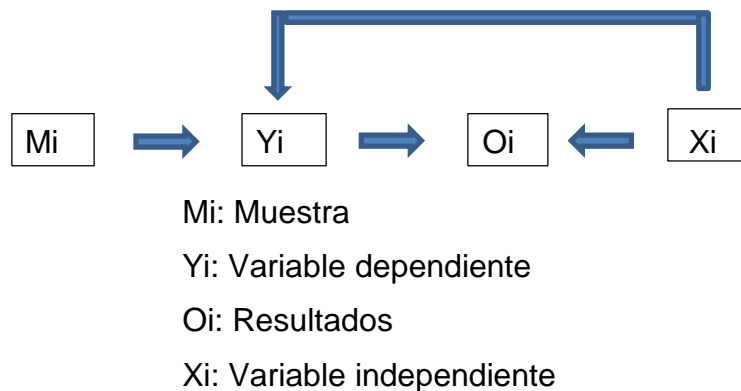 Mi Yi Oi Xi
Mi: Muestra
Yi: Variable dependiente
Oi: Resultados
Xi: Variable independiente